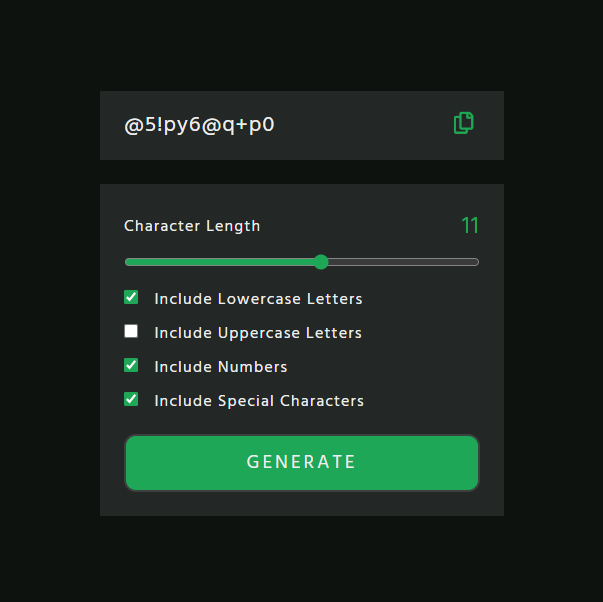 @5!py6@q+p0
Character Length 11
Include Lowercase Letters
Include Uppercase Letters
Include Numbers
Include Special Characters
GENERATE